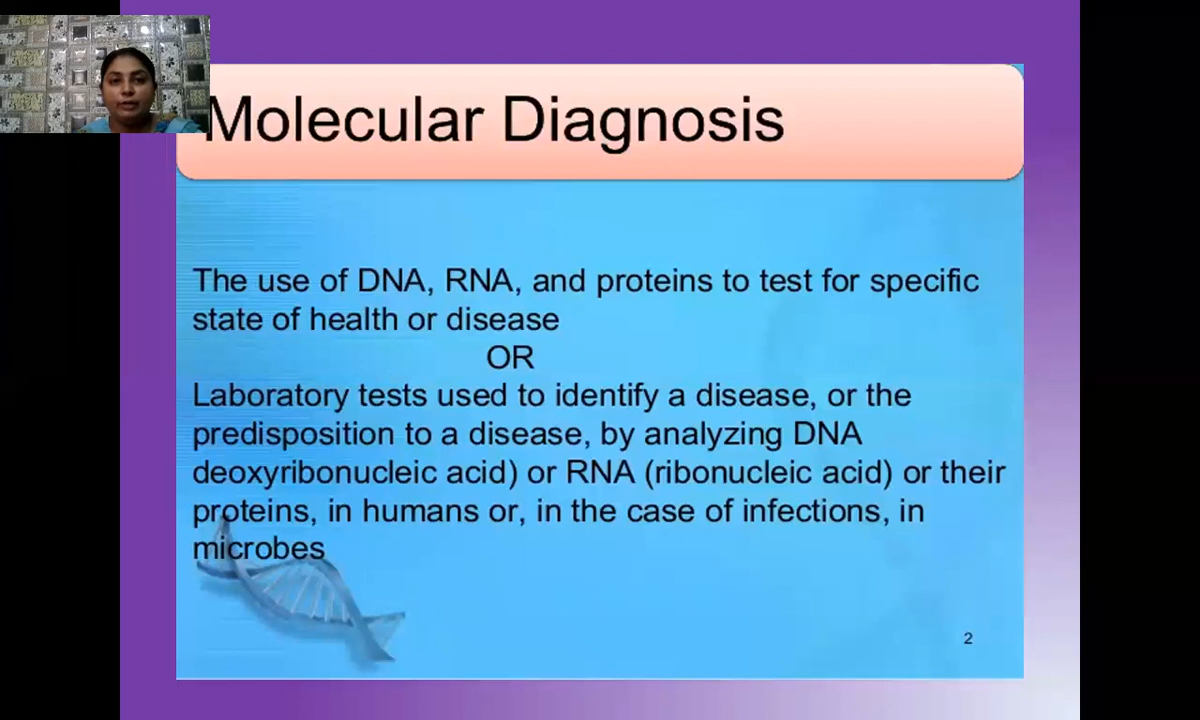 Molecular Diagnosis
The use of DNA, RNA, and proteins to test for specific
state of health or disease
OR
Laboratory tests used to identify a disease, or the
predisposition to a disease, by analyzing DNA
deoxyribonucleic acid) or RNA (ribonucleic acid) or their
proteins, in humans or, in the case of infections, in
microbes
2